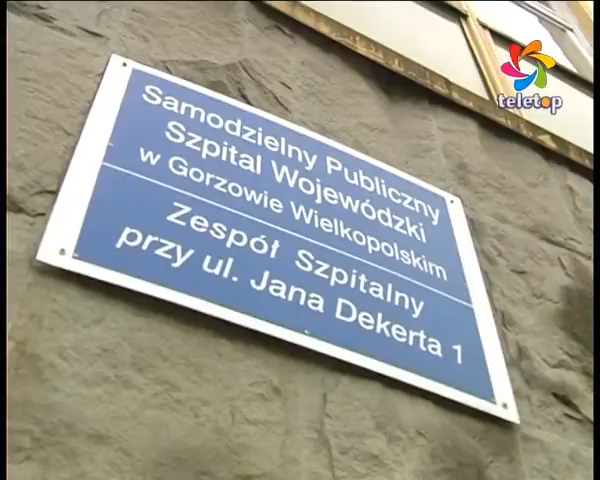 teletop
Samodzielny Publiczny
Szpital Wojewódzki
w Gorzowie Wielkopolskim
Zespół Szpitalny
przy ul. Jana Dekerta 1